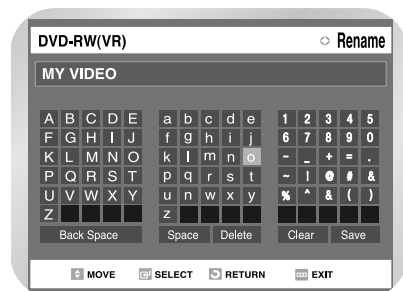 DVD-RW(VR) Rename
MY VIDEO
A B C D E a b c d e 1 2 3 4 5
F G H I J f g h i j 6 7 8 9 0
K L M N O k l m n o - _ + = .
P Q R S T p q r s t ~ ! @ # &
U V W X Y u n w x y % ^ & ( )
Z z
Back Space Space Delete Clear Save
MOVE SELECT RETURN EXIT